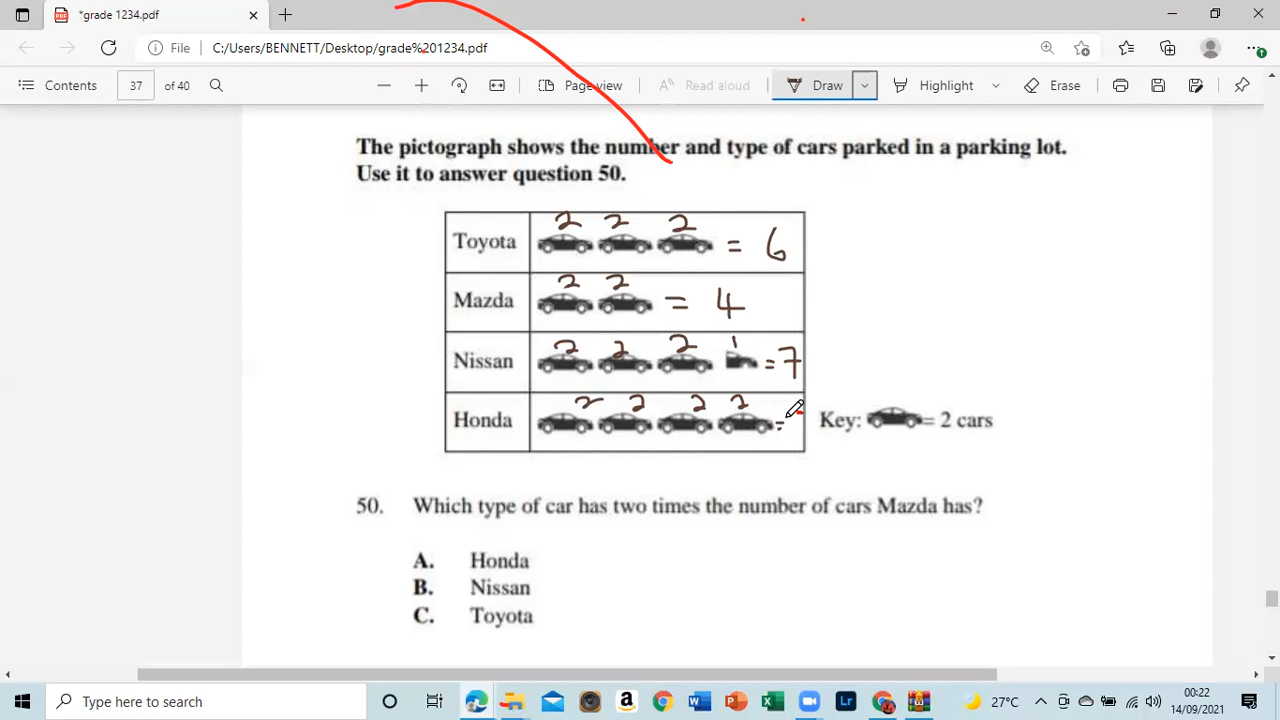 *grade 1234.pdf
File C:/Users/BENNETT/Desktop/grade%201234.pdf
Contents 37 of 40 Page view Read aloud Draw Highlight Erase
The pictograph shows the number and type of cars parked in a parking lot.
Use it to answer question 50.
2 2 2
Toyota = 6
2 2
Mazda = 4
2 2 2 1
Nissan = 7
2 2 2 2
Honda =
Key: = 2 cars
50. Which type of car has two times the number of cars Mazda has?
A. Honda
B. Nissan
C. Toyota
Type here to search 27°C 00:22
14/09/2021